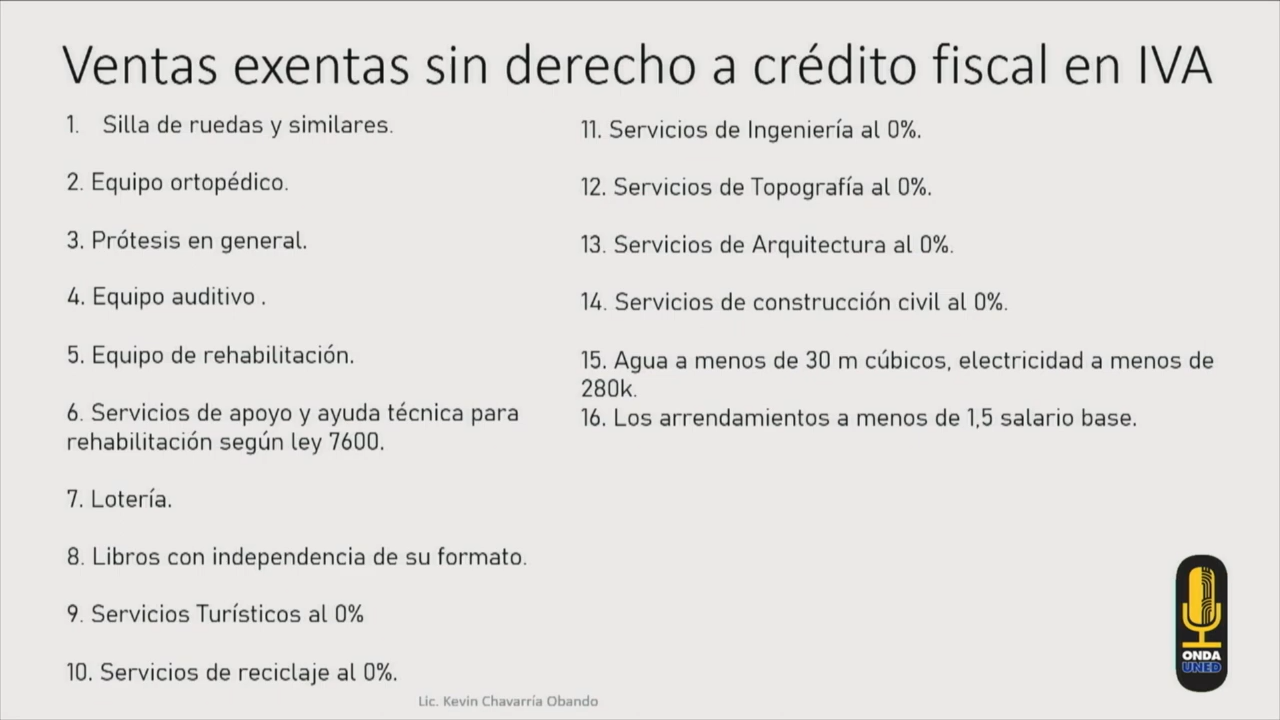 Ventas exentas sin derecho a crédito fiscal en IVA
1. Silla de ruedas y similares.
2. Equipo ortopédico.
3. Prótesis en general.
4. Equipo auditivo .
5. Equipo de rehabilitación.
6. Servicios de apoyo y ayuda técnica para
rehabilitación según ley 7600.
7. Lotería.
8. Libros con independencia de su formato.
9. Servicios Turísticos al 0%
10. Servicios de reciclaje al 0%.
11. Servicios de Ingeniería al 0%.
12. Servicios de Topografía al 0%.
13. Servicios de Arquitectura al 0%.
14. Servicios de construcción civil al 0%.
15. Agua a menos de 30 m cúbicos, electricidad a menos de
280k.
16. Los arrendamientos a menos de 1,5 salario base.
Lic. Kevin Chavarría Obando
ONDA
UNED